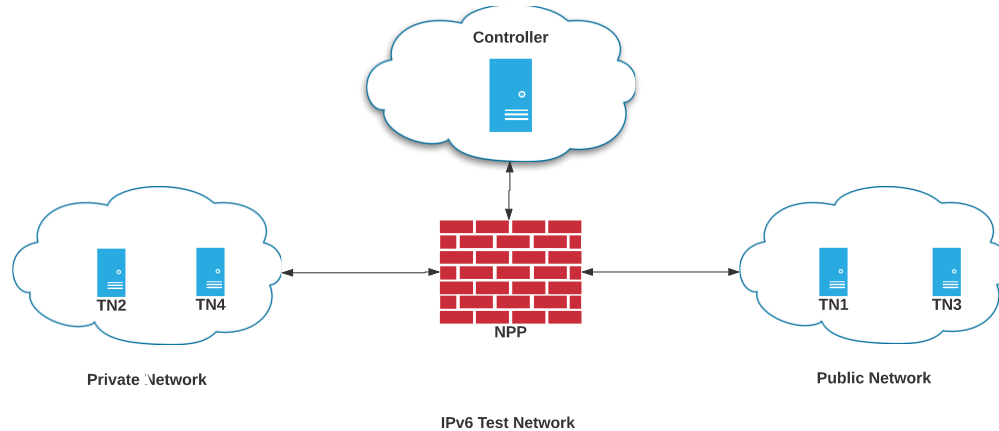 Controller
TN2
TN4
NPP
TN1
TN3
Private Network
Public Network
IPv6 Test Network